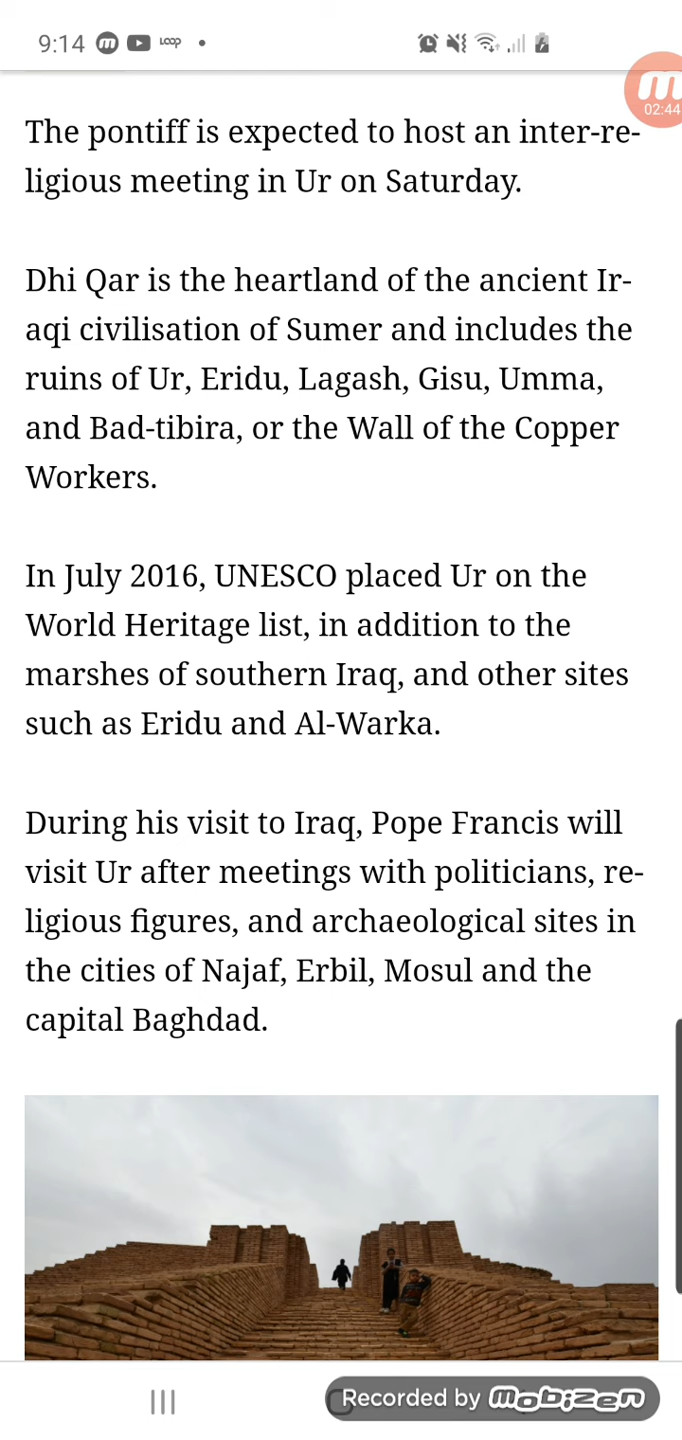 9:14 m LOOP
m
02:44
The pontiff is expected to host an inter-re-
ligious meeting in Ur on Saturday.
Dhi Qar is the heartland of the ancient Ir-
aqi civilisation of Sumer and includes the
ruins of Ur, Eridu, Lagash, Gisu, Umma,
and Bad-tibira, or the Wall of the Copper
Workers.
In July 2016, UNESCO placed Ur on the
World Heritage list, in addition to the
marshes of southern Iraq, and other sites
such as Eridu and Al-Warka.
During his visit to Iraq, Pope Francis will
visit Ur after meetings with politicians, re-
ligious figures, and archaeological sites in
the cities of Najaf, Erbil, Mosul and the
capital Baghdad.
Recorded by mobizen